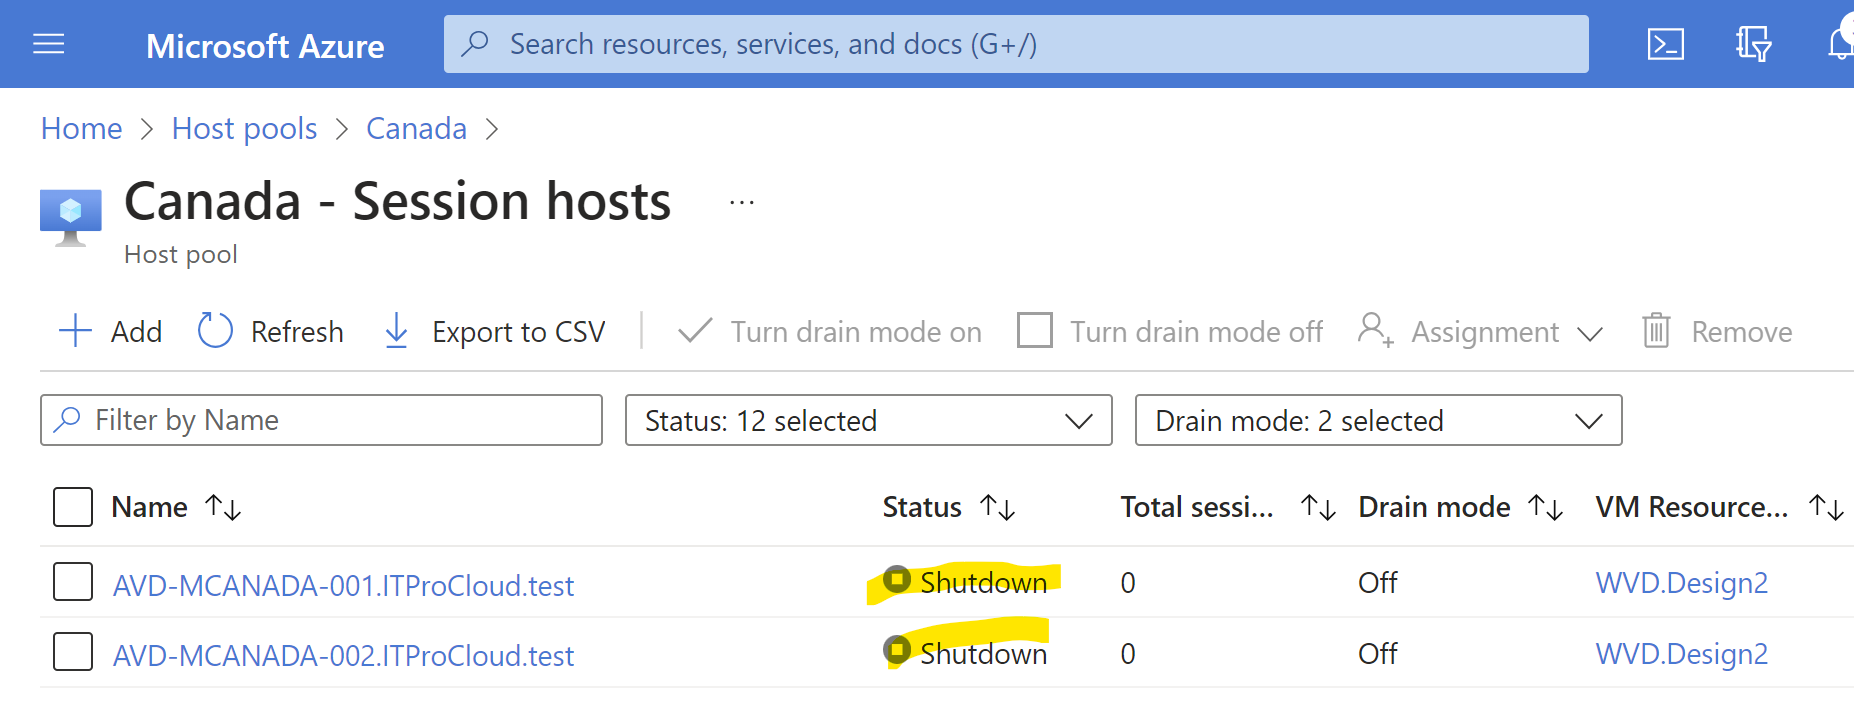 Microsoft Azure
Search resources, services, and docs (G+/)
Home > Host pools > Canada >
Canada - Session hosts ...
Host pool
Add Refresh Export to CSV Turn drain mode on Turn drain mode off Assignment Remove
Filter by Name Status: 12 selected Drain mode: 2 selected
Name Status Total sessi... Drain mode VM Resource...
AVD-MCANADA-001.ITProCloud.test Shutdown 0 Off WVD.Design2
AVD-MCANADA-002.ITProCloud.test Shutdown 0 Off WVD.Design2